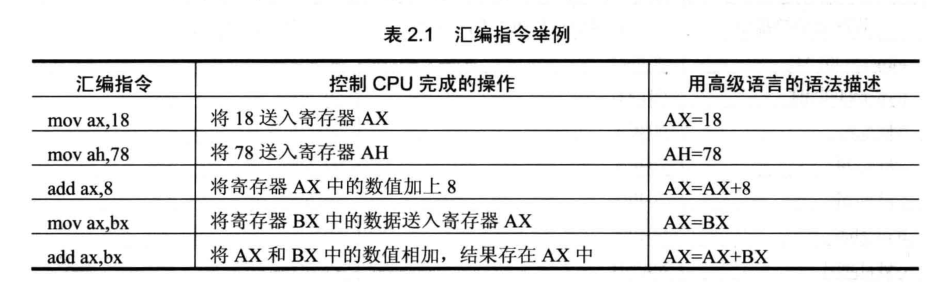 表 2.1 汇编指令举例
汇编指令 控制 CPU 完成的操作 用高级语言的语法描述
mov ax,18 将 18 送入寄存器 AX AX=18
mov ah,78 将 78 送入寄存器 AH AH=78
add ax,8 将寄存器 AX 中的数值加上 8 AX=AX+8
mov ax,bx 将寄存器 BX 中的数据送入寄存器 AX AX=BX
add ax,bx 将 AX 和 BX 中的数值相加，结果存在 AX 中 AX=AX+BX